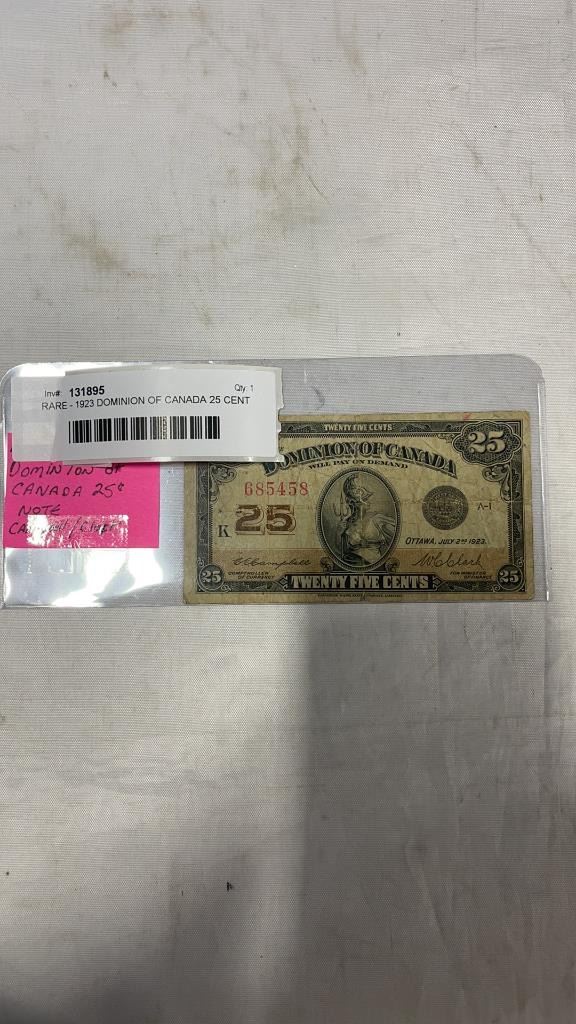 Inv#: 131895 Qty: 1
RARE - 1923 DOMINION OF CANADA 25 CENT
DOMINION OF
CANADA 25¢
NOTE
TWENTY FIVE CENTS
25
DOMINION OF CANADA
WILL PAY ON DEMAND
685458
A-1
K 25
OTTAWA, JULY 2ND 1923.
CCampbell
McClark
COMPTROLLER
OF CURRENCY
FOR MINISTER
OF FINANCE
25 TWENTY FIVE CENTS 25